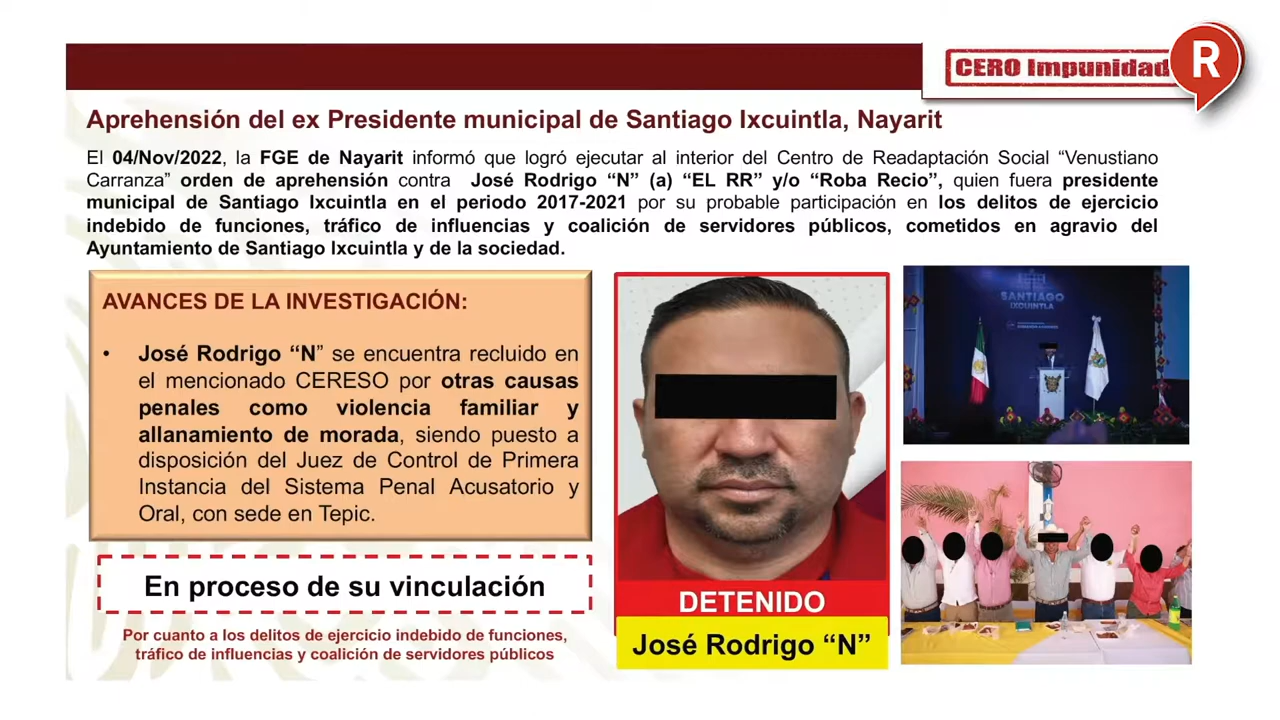 CERO Impunidad
R
Aprehensión del ex Presidente municipal de Santiago Ixcuintla, Nayarit
El 04/Nov/2022, la FGE de Nayarit informó que logró ejecutar al interior del Centro de Readaptación Social “Venustiano
Carranza” orden de aprehensión contra José Rodrigo “N” (a) “EL RR” y/o “Roba Recio”, quien fuera presidente
municipal de Santiago Ixcuintla en el periodo 2017-2021 por su probable participación en los delitos de ejercicio
indebido de funciones, tráfico de influencias y coalición de servidores públicos, cometidos en agravio del
Ayuntamiento de Santiago Ixcuintla y de la sociedad.
AVANCES DE LA INVESTIGACIÓN:
• José Rodrigo “N” se encuentra recluido en
el mencionado CERESO por otras causas
penales como violencia familiar y
allanamiento de morada, siendo puesto a
disposición del Juez de Control de Primera
Instancia del Sistema Penal Acusatorio y
Oral, con sede en Tepic.
En proceso de su vinculación
Por cuanto a los delitos de ejercicio indebido de funciones,
tráfico de influencias y coalición de servidores públicos
DETENIDO
José Rodrigo “N”
SANTIAGO
IXCUINTLA